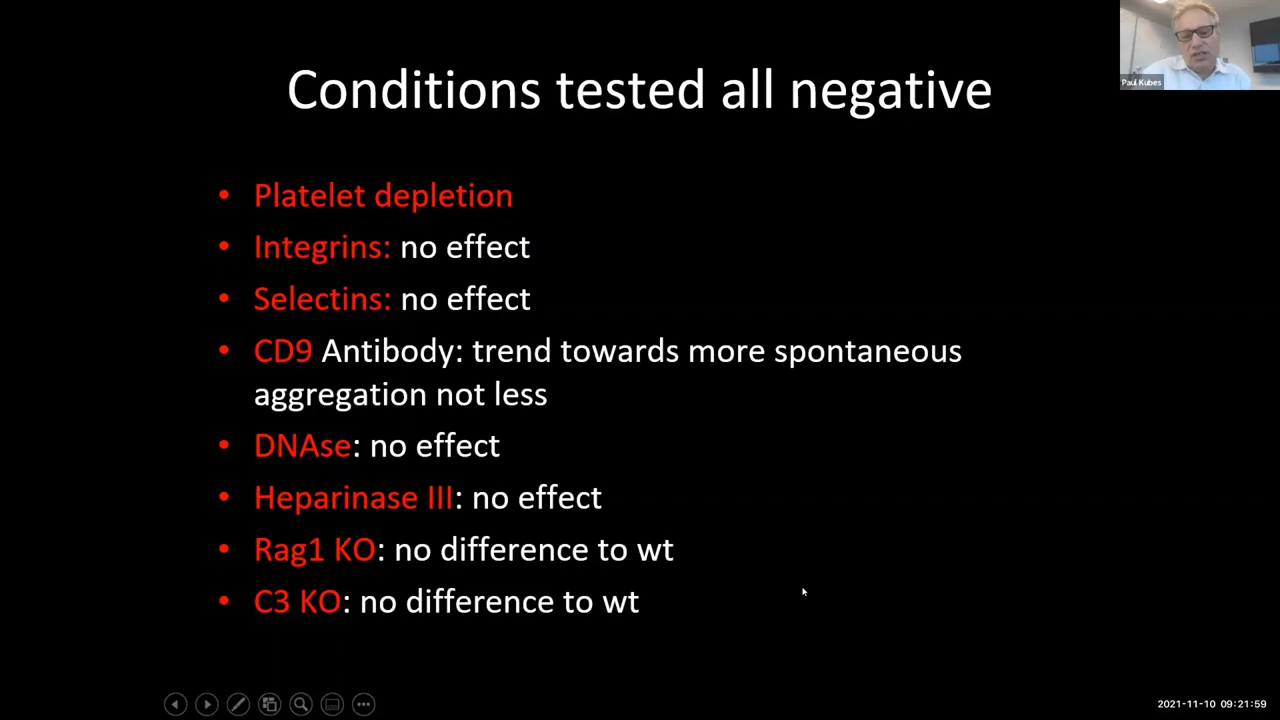 Conditions tested all negative
• Platelet depletion
• Integrins: no effect
• Selectins: no effect
• CD9 Antibody: trend towards more spontaneous
aggregation not less
• DNAse: no effect
• Heparinase III: no effect
• Rag1 KO: no difference to wt
• C3 KO: no difference to wt
Paul Kubes
2021-11-10 09:21:59